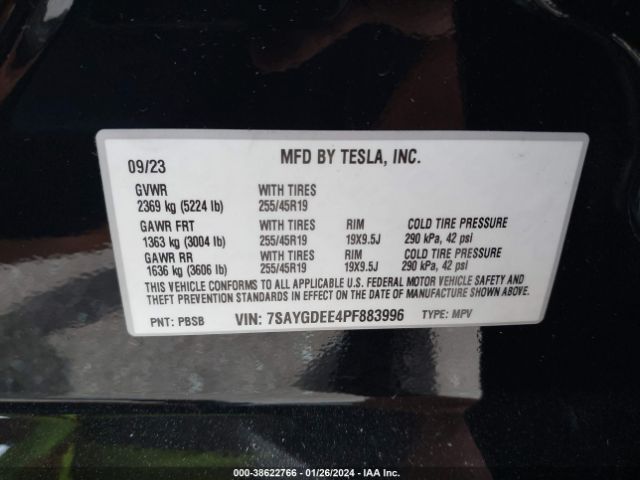 MFD BY TESLA, INC.
09/23
GVWR WITH TIRES
2369 kg (5224 lb) 255/45R19
GAWR FRT WITH TIRES RIM COLD TIRE PRESSURE
1363 kg (3004 lb) 255/45R19 19X9.5J 290 kPa, 42 psi
GAWR RR WITH TIRES RIM COLD TIRE PRESSURE
1636 kg (3606 lb) 255/45R19 19X9.5J 290 kPa, 42 psi
THIS VEHICLE CONFORMS TO ALL APPLICABLE U.S. FEDERAL MOTOR VEHICLE SAFETY AND
THEFT PREVENTION STANDARDS IN EFFECT ON THE DATE OF MANUFACTURE SHOWN ABOVE.
PNT: PBSB VIN: 7SAYGDEE4PF883996 TYPE: MPV
000-38622766 - 01/26/2024 - IAA Inc.